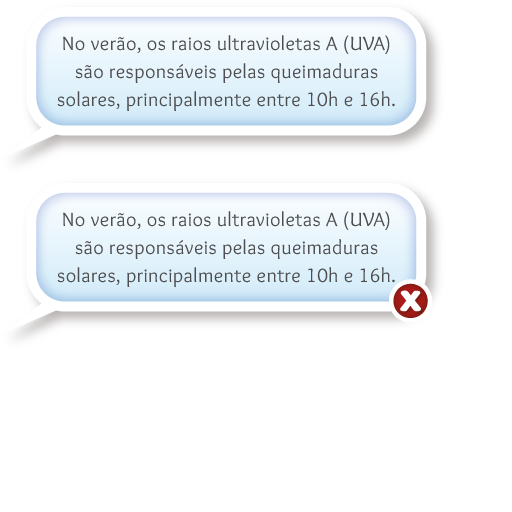 No verão, os raios ultravioletas A (UVA)
são responsáveis pelas queimaduras
solares, principalmente entre 10h e 16h.
No verão, os raios ultravioletas A (UVA)
são responsáveis pelas queimaduras
solares, principalmente entre 10h e 16h.